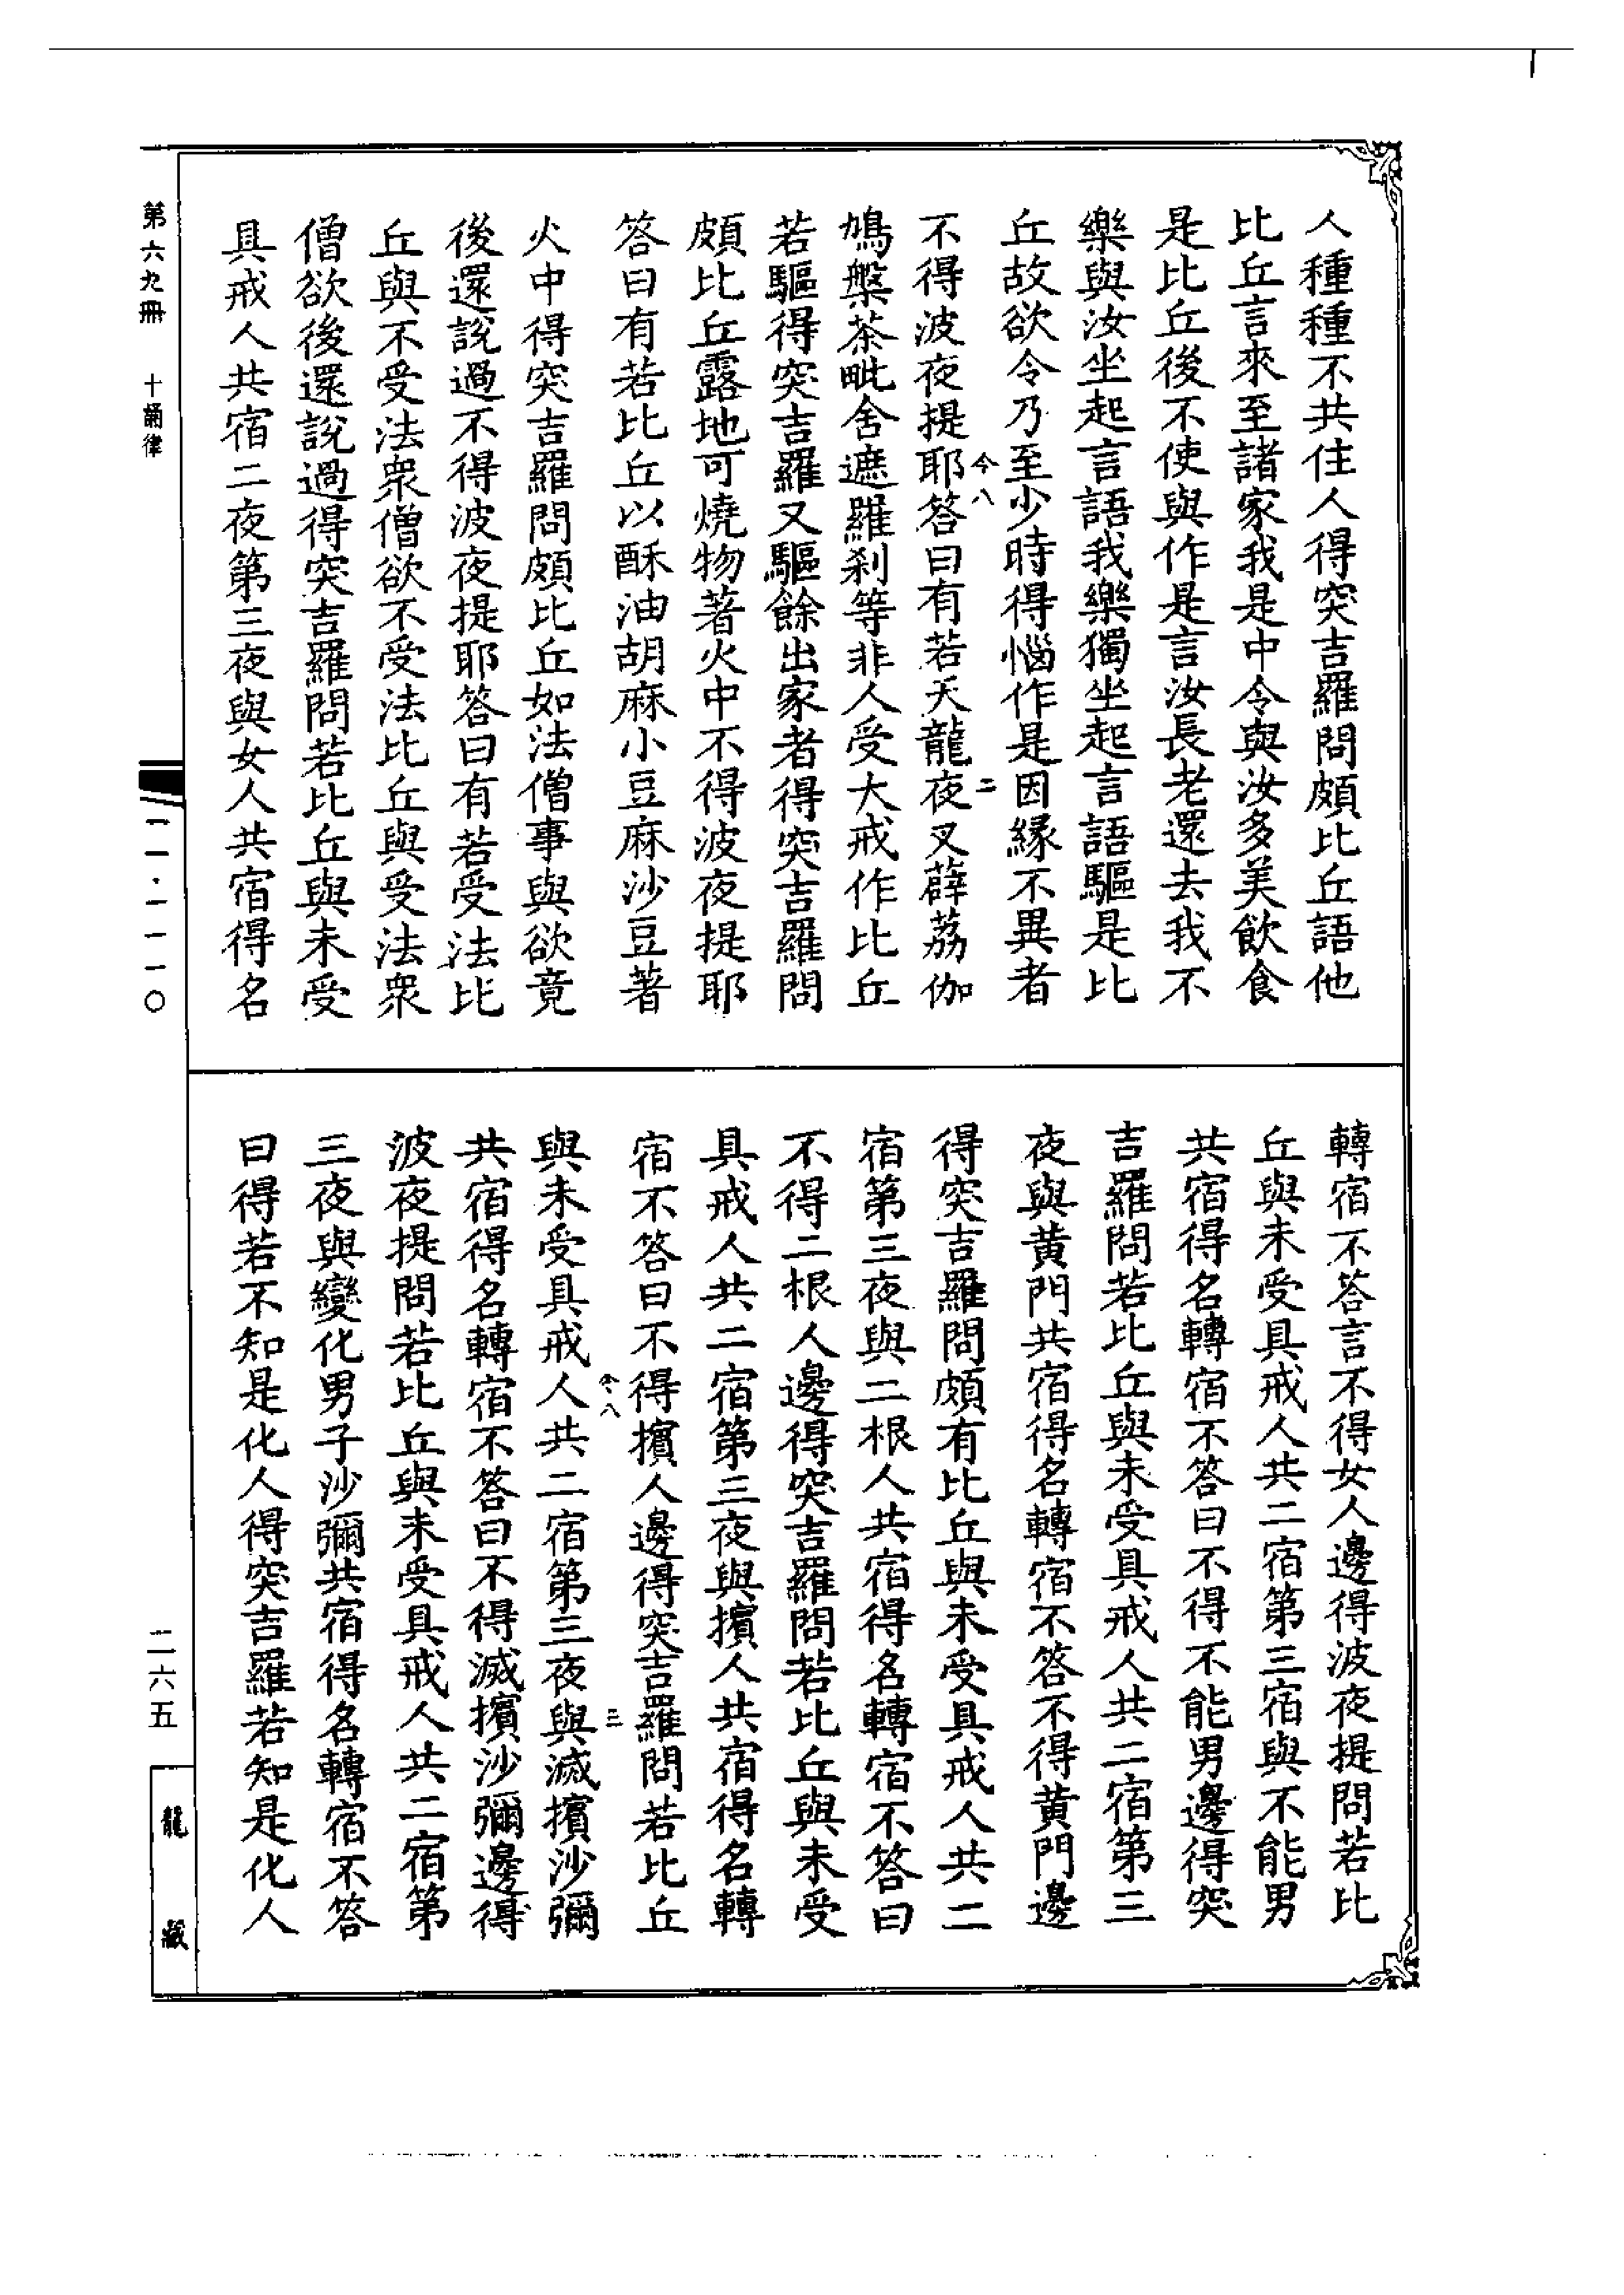 人種種不共住人得突吉羅問頗比丘語他
比丘言來至諸家我是中令與汝多美飲食
是比丘後不使與作是言汝長老還去我不
樂與汝坐起言語我樂獨坐起言語驅是比
丘故欲令乃至少時得惱作是因緣不異者
不得波夜提耶答曰有若天龍夜叉薜荔伽
鳩槃茶毗舍遮羅刹等非人受大戒作比丘
若驅得突吉羅又驅餘出家者得突吉羅問
頗比丘露地可燒物著火中不得波夜提耶
答曰有若比丘以酥油胡麻小豆麻沙豆著
火中得突吉羅問頗比丘如法僧事與欲竟
後還說過不得波夜提耶答曰有若受法比
丘與不受法衆僧欲不受法比丘與受法衆
僧欲後還說過得突吉羅問若比丘與未受
具戒人共宿二夜第三夜與女人共宿得名
轉宿不答言不得女人邊得波夜提問若比
丘與未受具戒人共二宿第三宿與不能男
共宿得名轉宿不答曰不得不能男邊得突
吉羅問若比丘與未受具戒人共二宿第三
夜與黄門共宿得名轉宿不答不得黄門邊
得突吉羅問頗有比丘與未受具戒人共二
宿第三夜與二根人共宿得名轉宿不答曰
不得二根人邊得突吉羅問若比丘與未受
具戒人共二宿第三夜與擯人共宿得名轉
宿不答曰不得擯人邊得突吉羅問若比丘
與未受具戒人共二宿第三夜與滅擯沙彌
共宿得名轉宿不答曰不得滅擯沙彌邊得
波夜提問若比丘與未受具戒人共二宿第
三夜與變化男子沙彌共宿得名轉宿不答
曰得若不知是化人得突吉羅若知是化人
令八
二
令八
三
第六九冊 十誦律
二一·一一一〇
二六五
龍藏